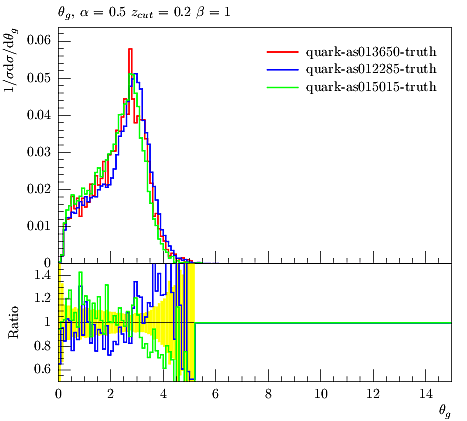 θg, α = 0.5 zcut = 0.2 β = 1
1/σdσ/dθg
0.06
0.05
0.04
0.03
0.02
0.01
0
quark-as013650-truth
quark-as012285-truth
quark-as015015-truth
Ratio
1.4
1.2
1
0.8
0.6
0 2 4 6 8 10 12 14
θg